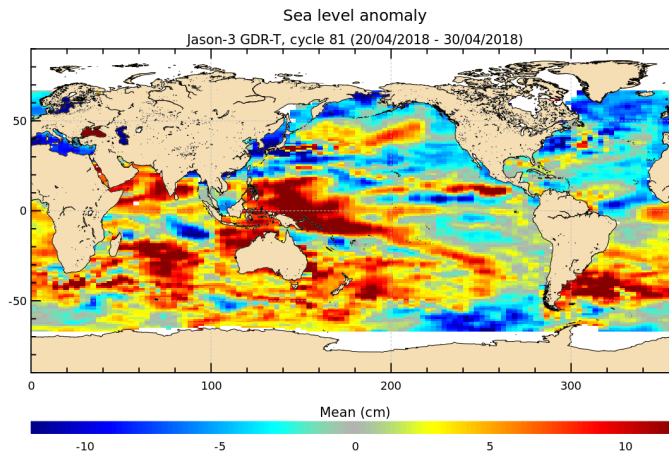 Sea level anomaly
Jason-3 GDR-T, cycle 81 (20/04/2018 - 30/04/2018)
50
0
-50
0 100 200 300
Mean (cm)
-10 -5 0 5 10